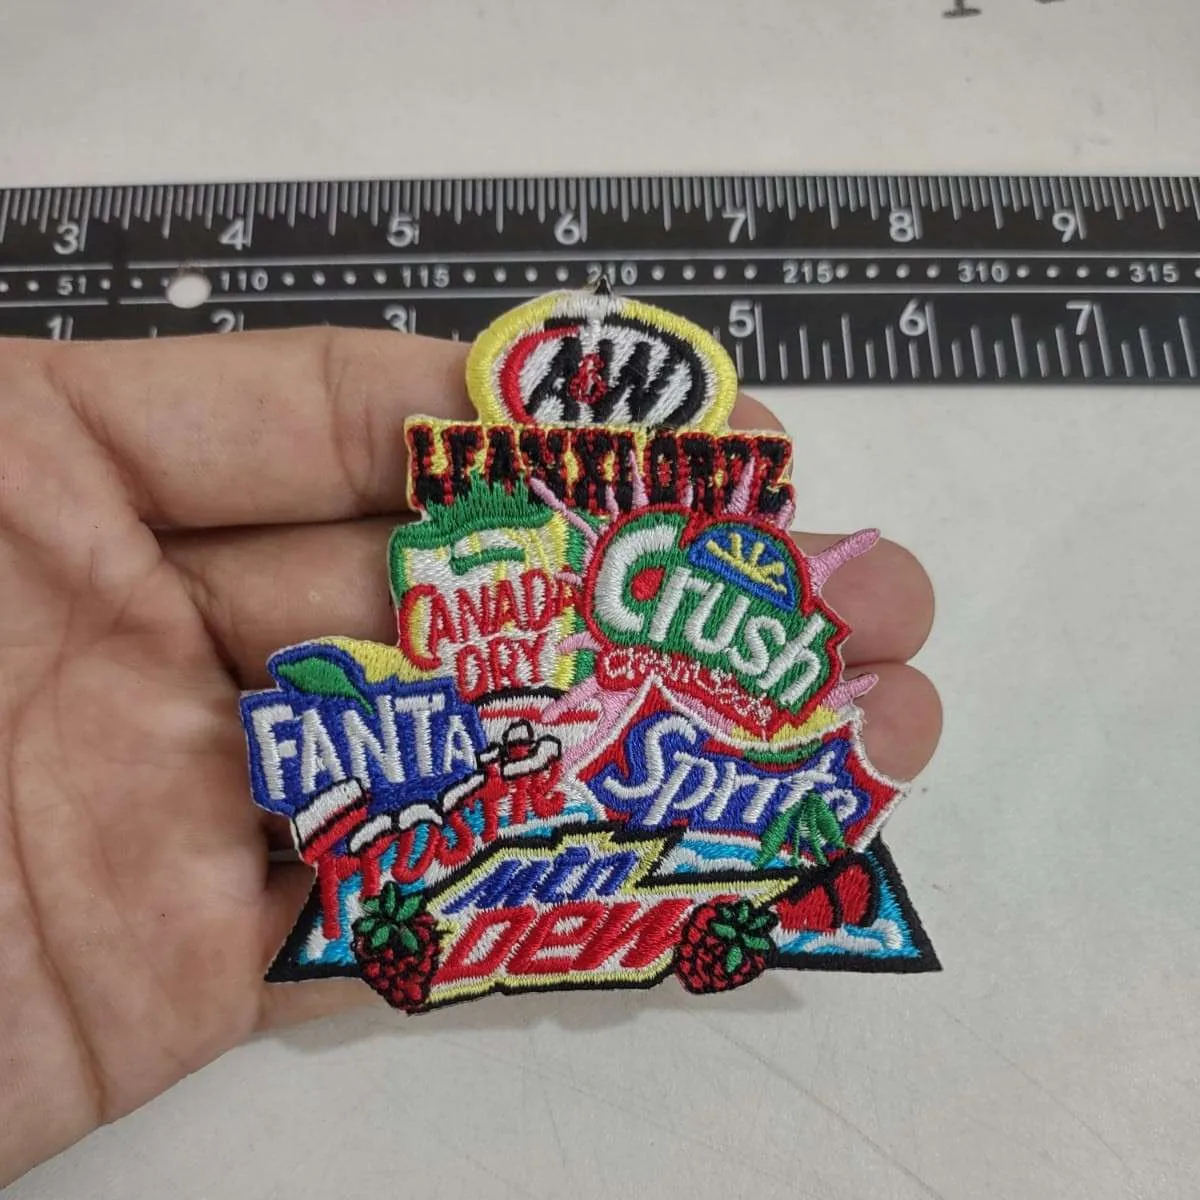 3 4 5 6 7 8 9
51 110 115 210 215 310 315
1 2 3 5 6 7
A&W
CANADA
DRY
Crush
FANTA
Sprite
Frostie
mtn
DEW